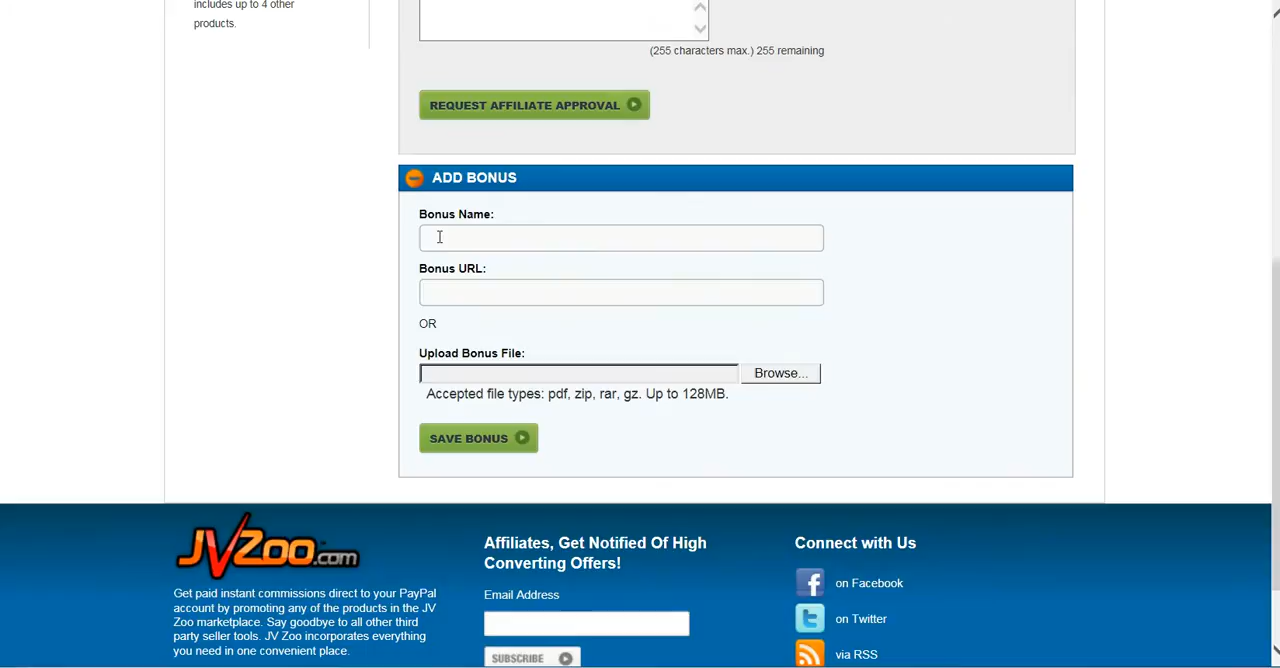 includes up to 4 other
products.
(255 characters max.) 255 remaining
REQUEST AFFILIATE APPROVAL
ADD BONUS
Bonus Name:
Bonus URL:
OR
Upload Bonus File:
Browse...
Accepted file types: pdf, zip, rar, gz. Up to 128MB.
SAVE BONUS
JVZoo.com
Get paid instant commissions direct to your PayPal
account by promoting any of the products in the JV
Zoo marketplace. Say goodbye to all other third
party seller tools. JV Zoo incorporates everything
you need in one convenient place.
Affiliates, Get Notified Of High
Converting Offers!
Email Address
SUBSCRIBE
Connect with Us
on Facebook
on Twitter
via RSS